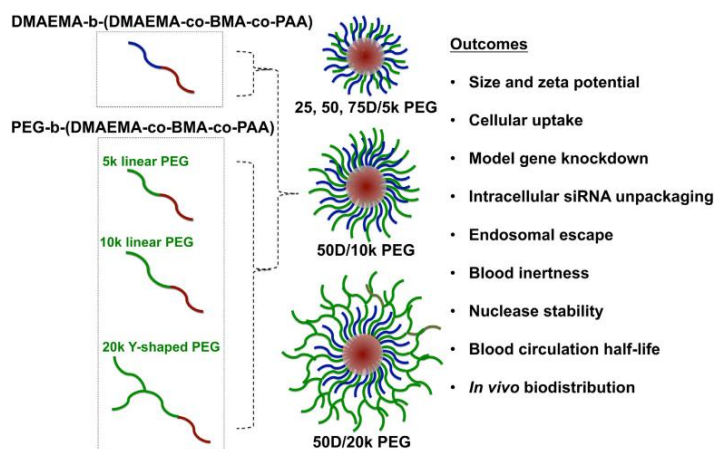 DMAEMA-b-(DMAEMA-co-BMA-co-PAA)
PEG-b-(DMAEMA-co-BMA-co-PAA)
5k linear PEG
10k linear PEG
20k Y-shaped PEG
25, 50, 75D/5k PEG
50D/10k PEG
50D/20k PEG
Outcomes
• Size and zeta potential
• Cellular uptake
• Model gene knockdown
• Intracellular siRNA unpackaging
• Endosomal escape
• Blood inertness
• Nuclease stability
• Blood circulation half-life
• In vivo biodistribution